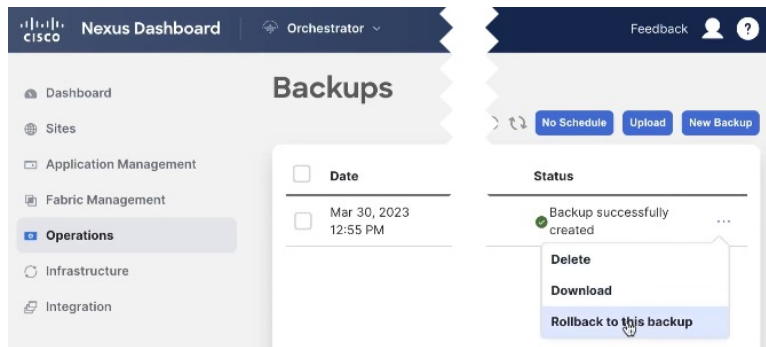 CISCO Nexus Dashboard Orchestrator Feedback ?
Dashboard
Sites
Application Management
Fabric Management
Operations
Infrastructure
Integration
Backups
No Schedule Upload New Backup
Date Status
Mar 30, 2023
12:55 PM
Backup successfully
created
...
Delete
Download
Rollback to this backup